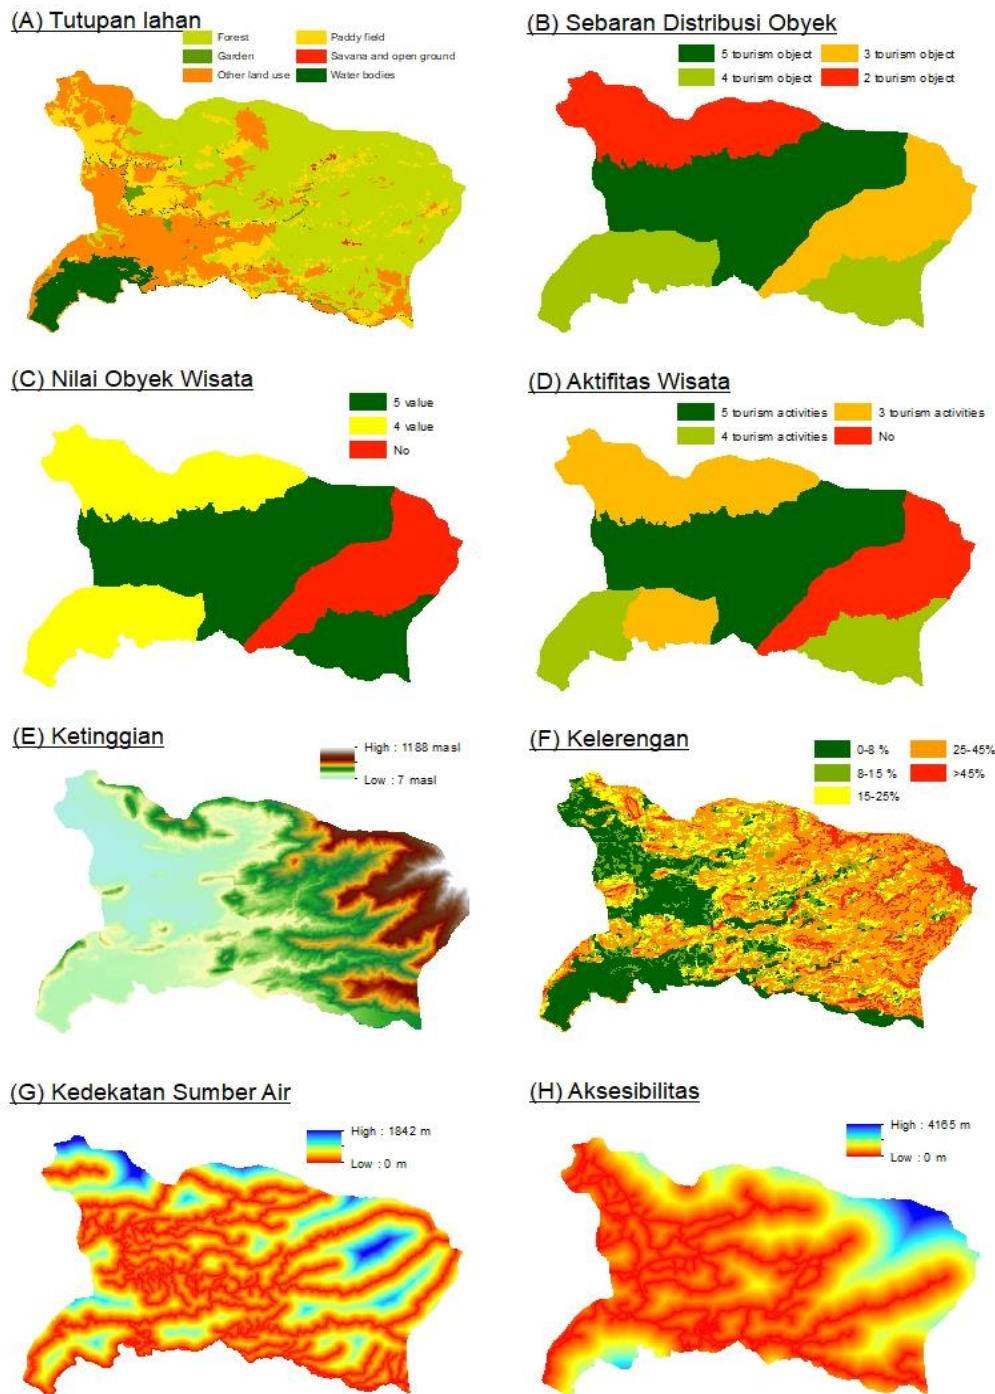 (A) Tutupan lahan
Forest
Paddy field
Garden
Savana and open ground
Other land use
Water bodies
(B) Sebaran Distribusi Obyek
5 tourism object
3 tourism object
4 tourism object
2 tourism object
(C) Nilai Obyek Wisata
5 value
4 value
No
(D) Aktifitas Wisata
5 tourism activities
3 tourism activities
4 tourism activities
No
(E) Ketinggian
High : 1188 masl
Low : 7 masl
(F) Kelerengan
0-8 %
25-45%
8-15 %
>45%
15-25%
(G) Kedekatan Sumber Air
High : 1842 m
Low : 0 m
(H) Aksesibilitas
High : 4165 m
Low : 0 m